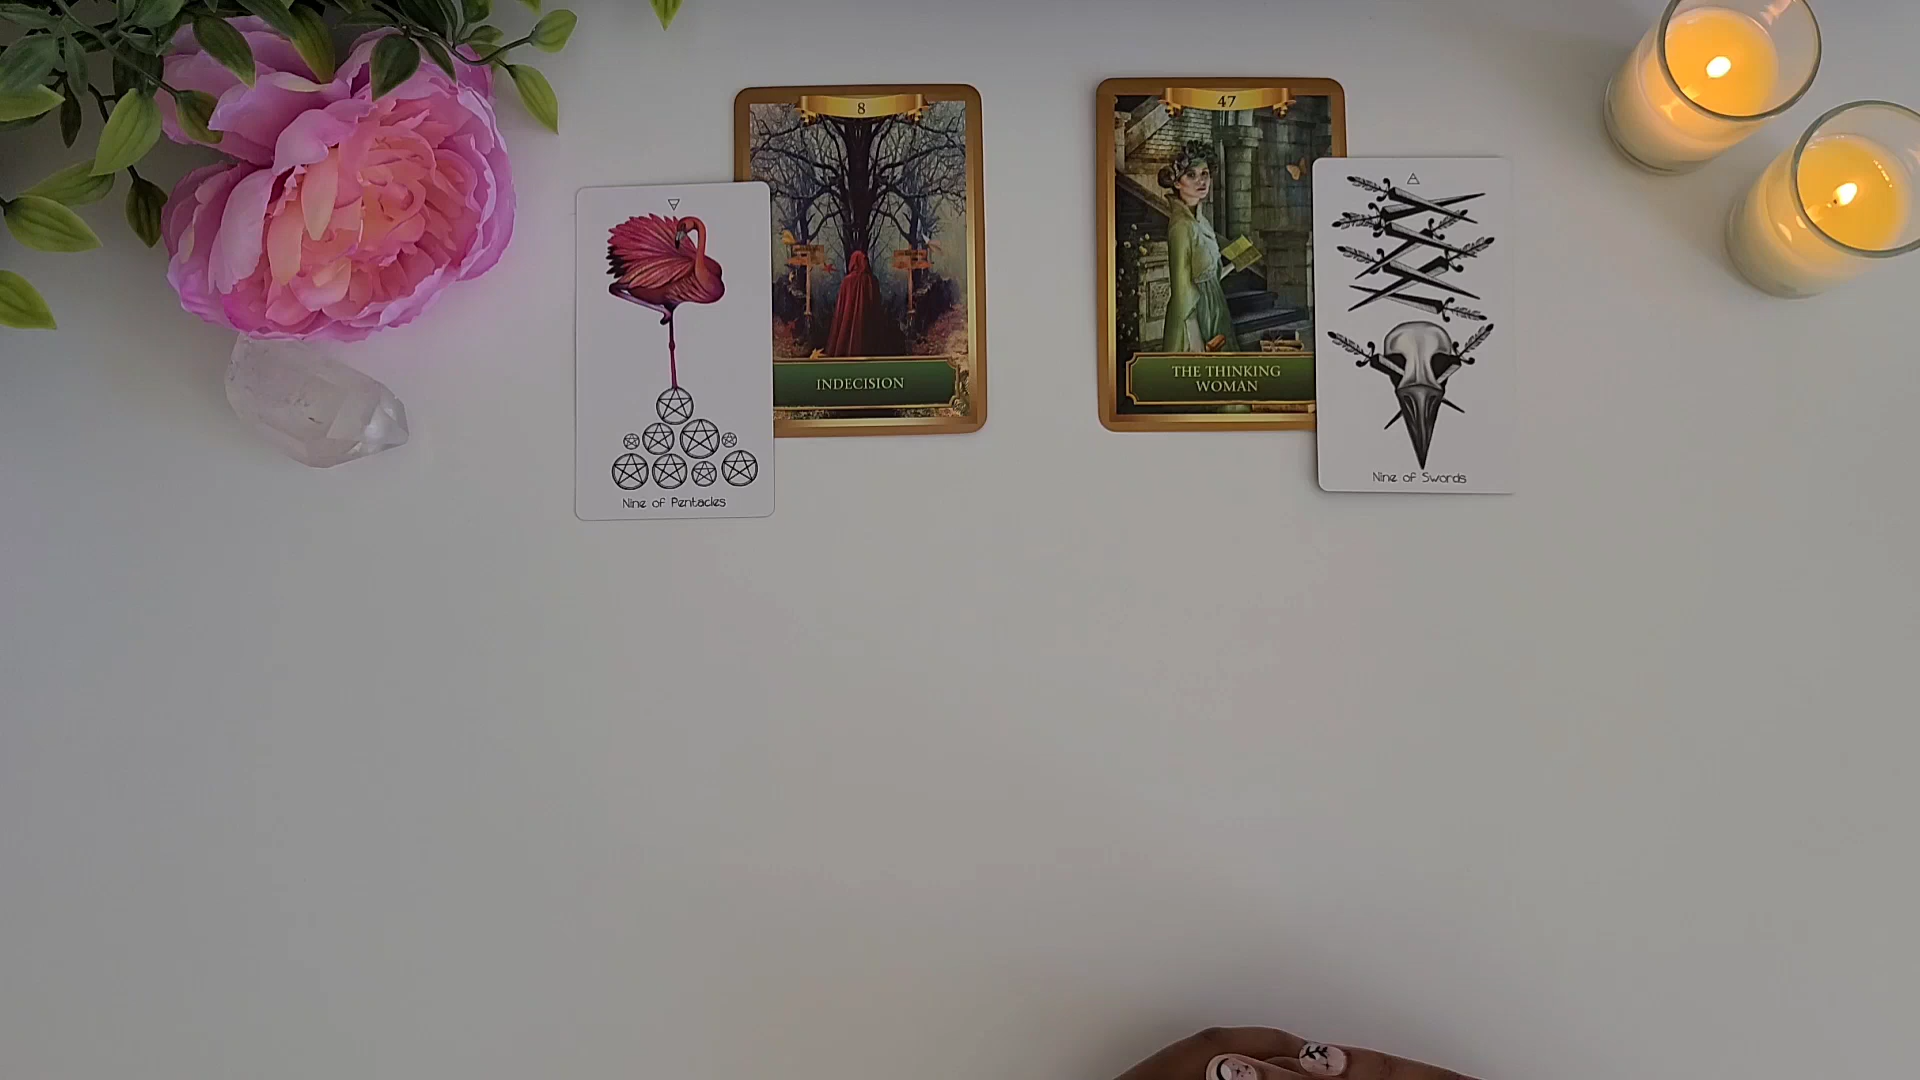 8
INDECISION
Nine of Pentacles
47
THE THINKING
WOMAN
Nine of Swords